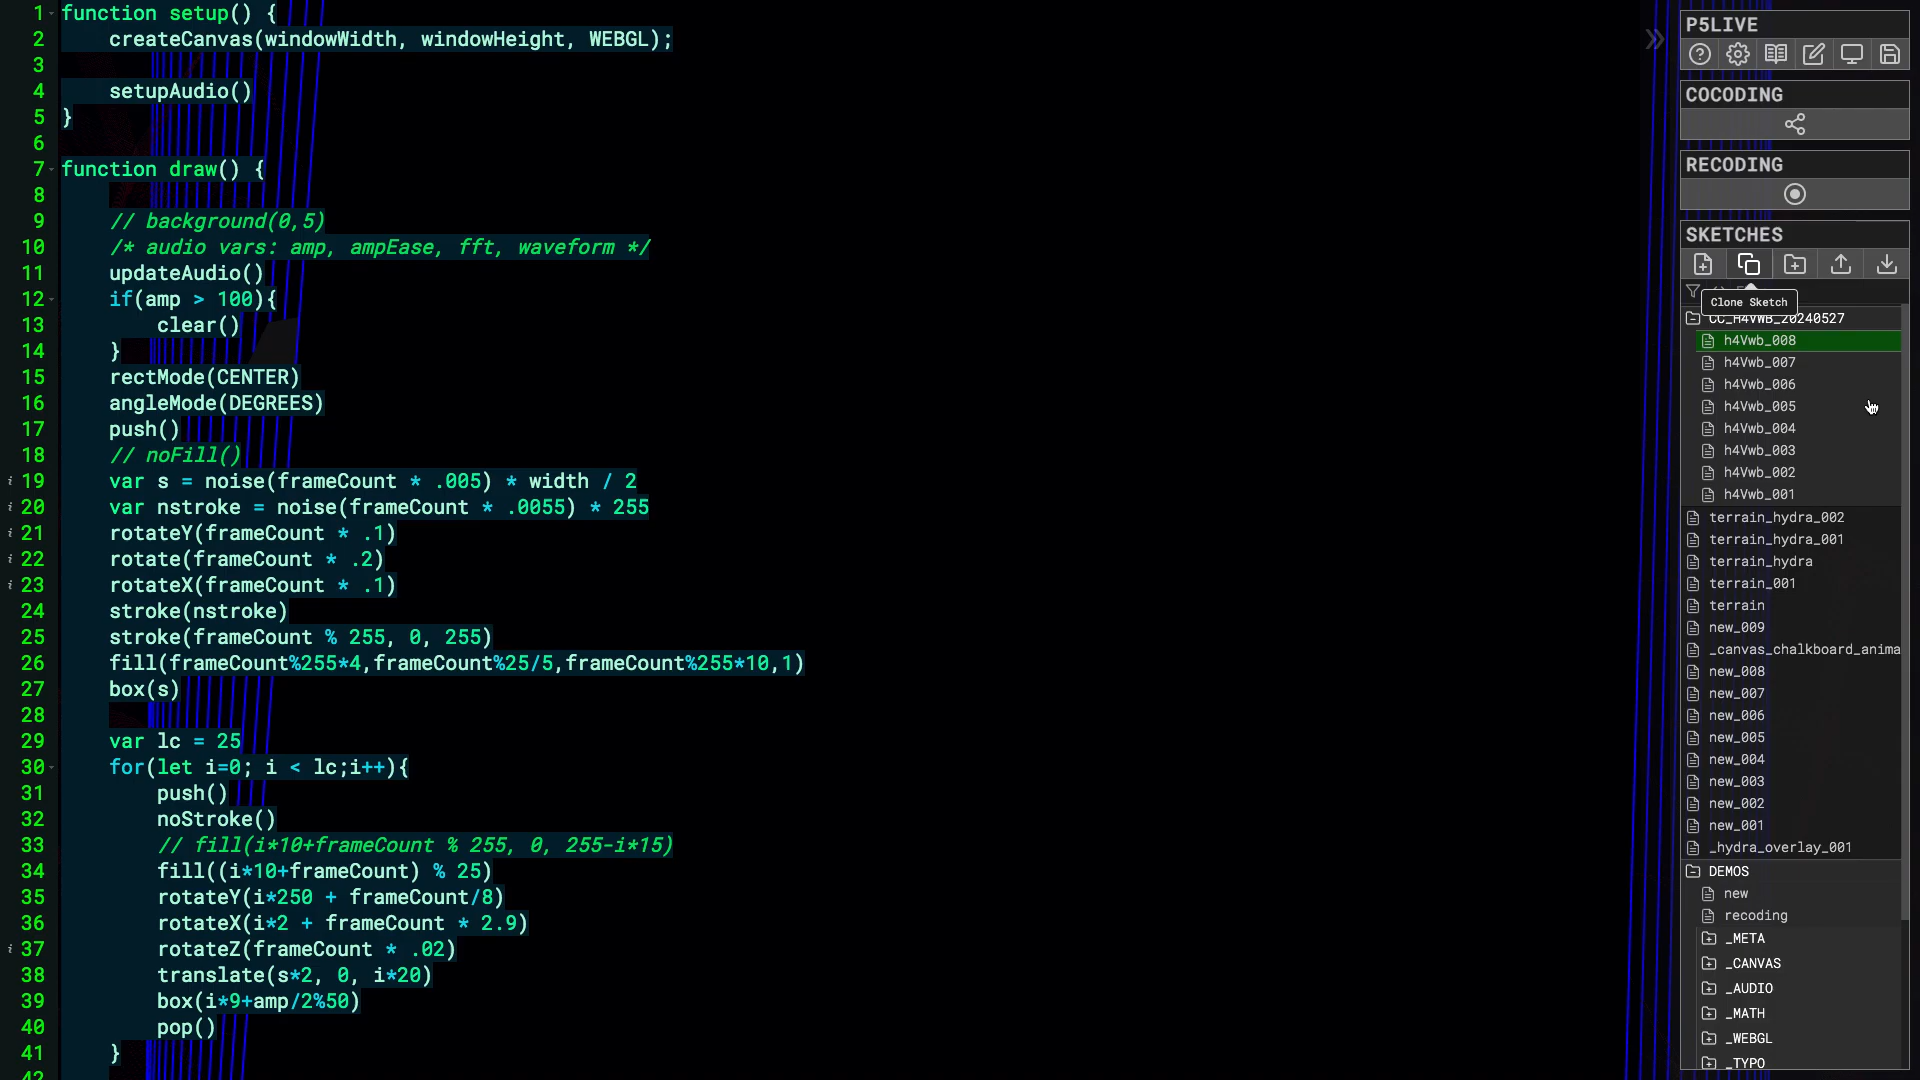 1 function setup() {
2 createCanvas(windowWidth, windowHeight, WEBGL);
3
4 setupAudio()
5 }
6
7 function draw() {
8
9 // background(0,5)
10 /* audio vars: amp, ampEase, fft, waveform */
11 updateAudio()
12 if(amp > 100){
13 clear()
14 }
15 rectMode(CENTER)
16 angleMode(DEGREES)
17 push()
18 // noFill()
i 19 var s = noise(frameCount * .005) * width / 2
i 20 var nstroke = noise(frameCount * .0055) * 255
i 21 rotateY(frameCount * .1)
i 22 rotate(frameCount * .2)
i 23 rotateX(frameCount * .1)
24 stroke(nstroke)
25 stroke(frameCount % 255, 0, 255)
26 fill(frameCount%255*4,frameCount%25/5,frameCount%255*10,1)
27 box(s)
28
29 var lc = 25
30 for(let i=0; i < lc;i++){
31 push()
32 noStroke()
33 // fill(i*10+frameCount % 255, 0, 255-i*15)
34 fill((i*10+frameCount) % 25)
35 rotateY(i*250 + frameCount/8)
36 rotateX(i*2 + frameCount * 2.9)
i 37 rotateZ(frameCount * .02)
38 translate(s*2, 0, i*20)
39 box(i*9+amp/2%50)
40 pop()
41 }
42
P5LIVE
COCODING
RECODING
SKETCHES
Clone Sketch
CC_H4VWB_20240527
h4Vwb_008
h4Vwb_007
h4Vwb_006
h4Vwb_005
h4Vwb_004
h4Vwb_003
h4Vwb_002
h4Vwb_001
terrain_hydra_002
terrain_hydra_001
terrain_hydra
terrain_001
terrain
new_009
_canvas_chalkboard_anima
new_008
new_007
new_006
new_005
new_004
new_003
new_002
new_001
_hydra_overlay_001
DEMOS
new
recoding
_META
_CANVAS
_AUDIO
_MATH
_WEBGL
_TYPO